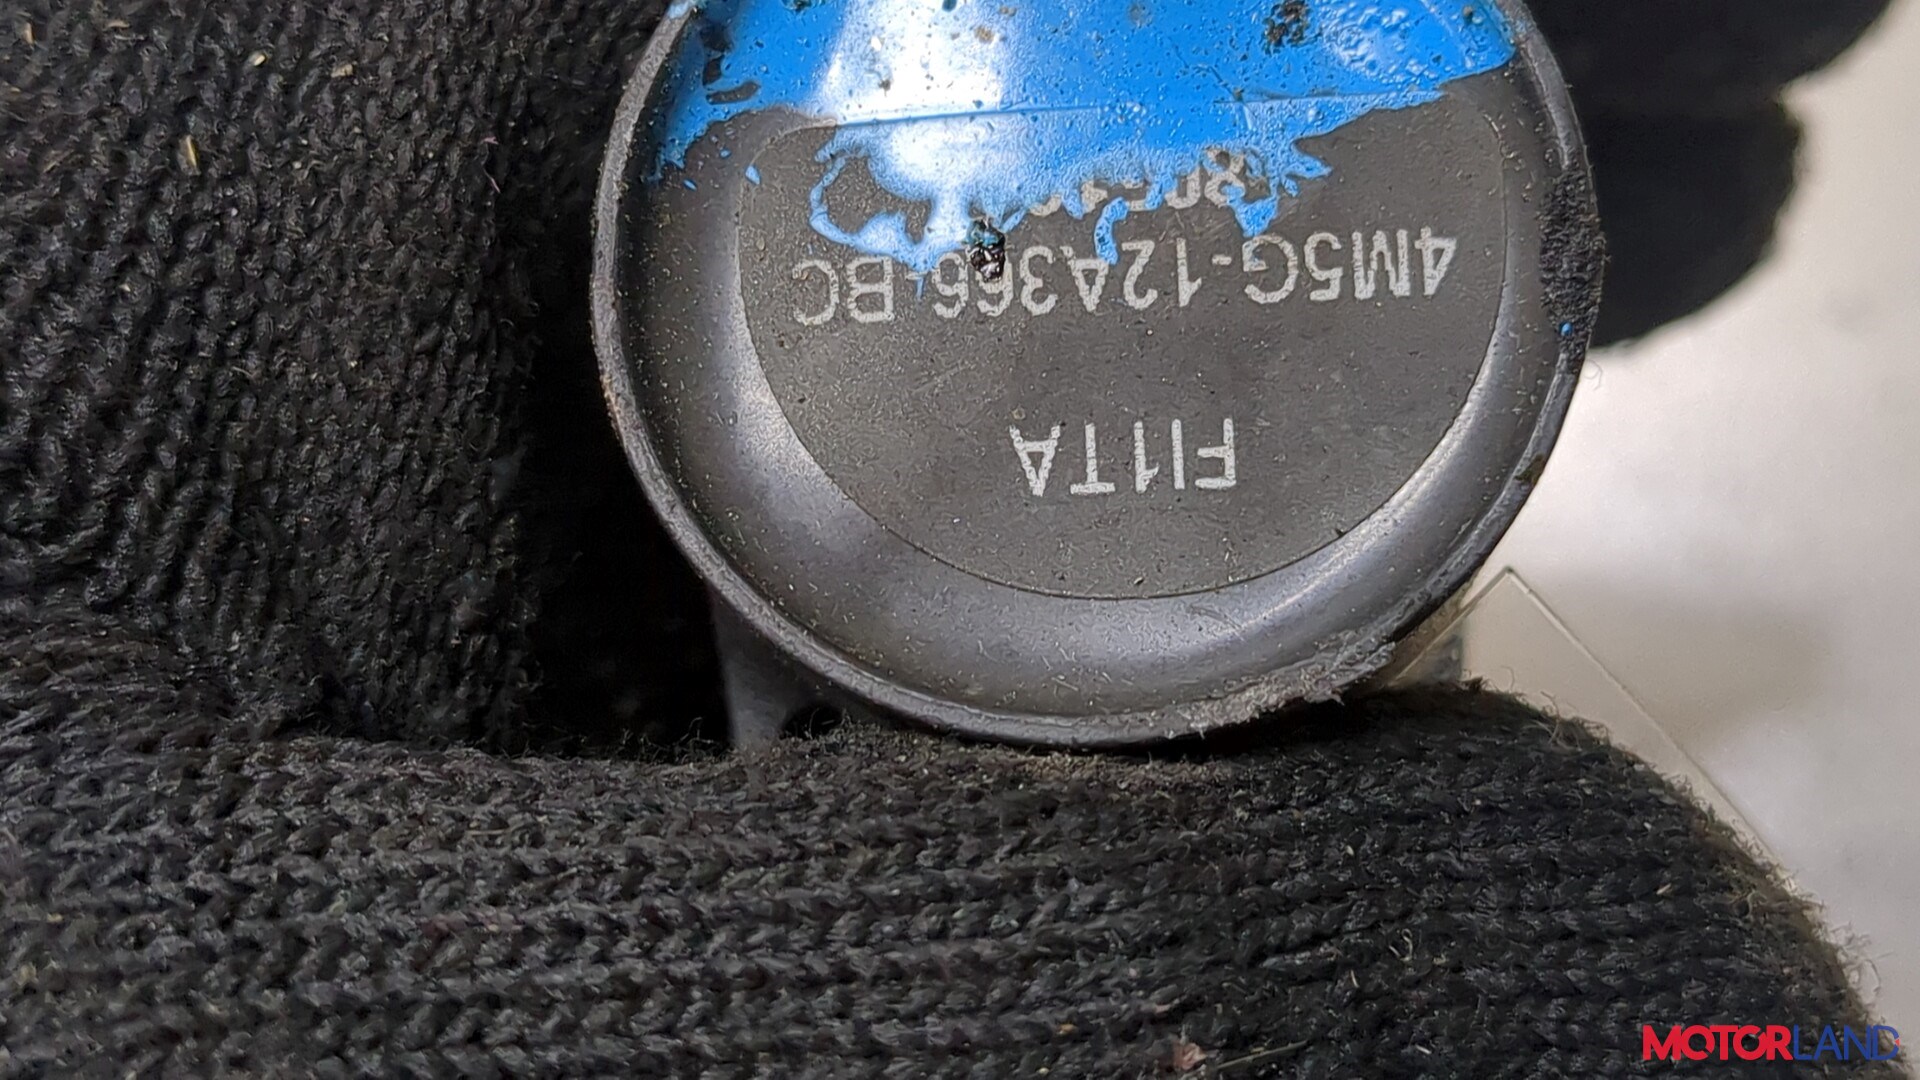 FI1TA
4M5G-12A366-BC
MOTORLAND